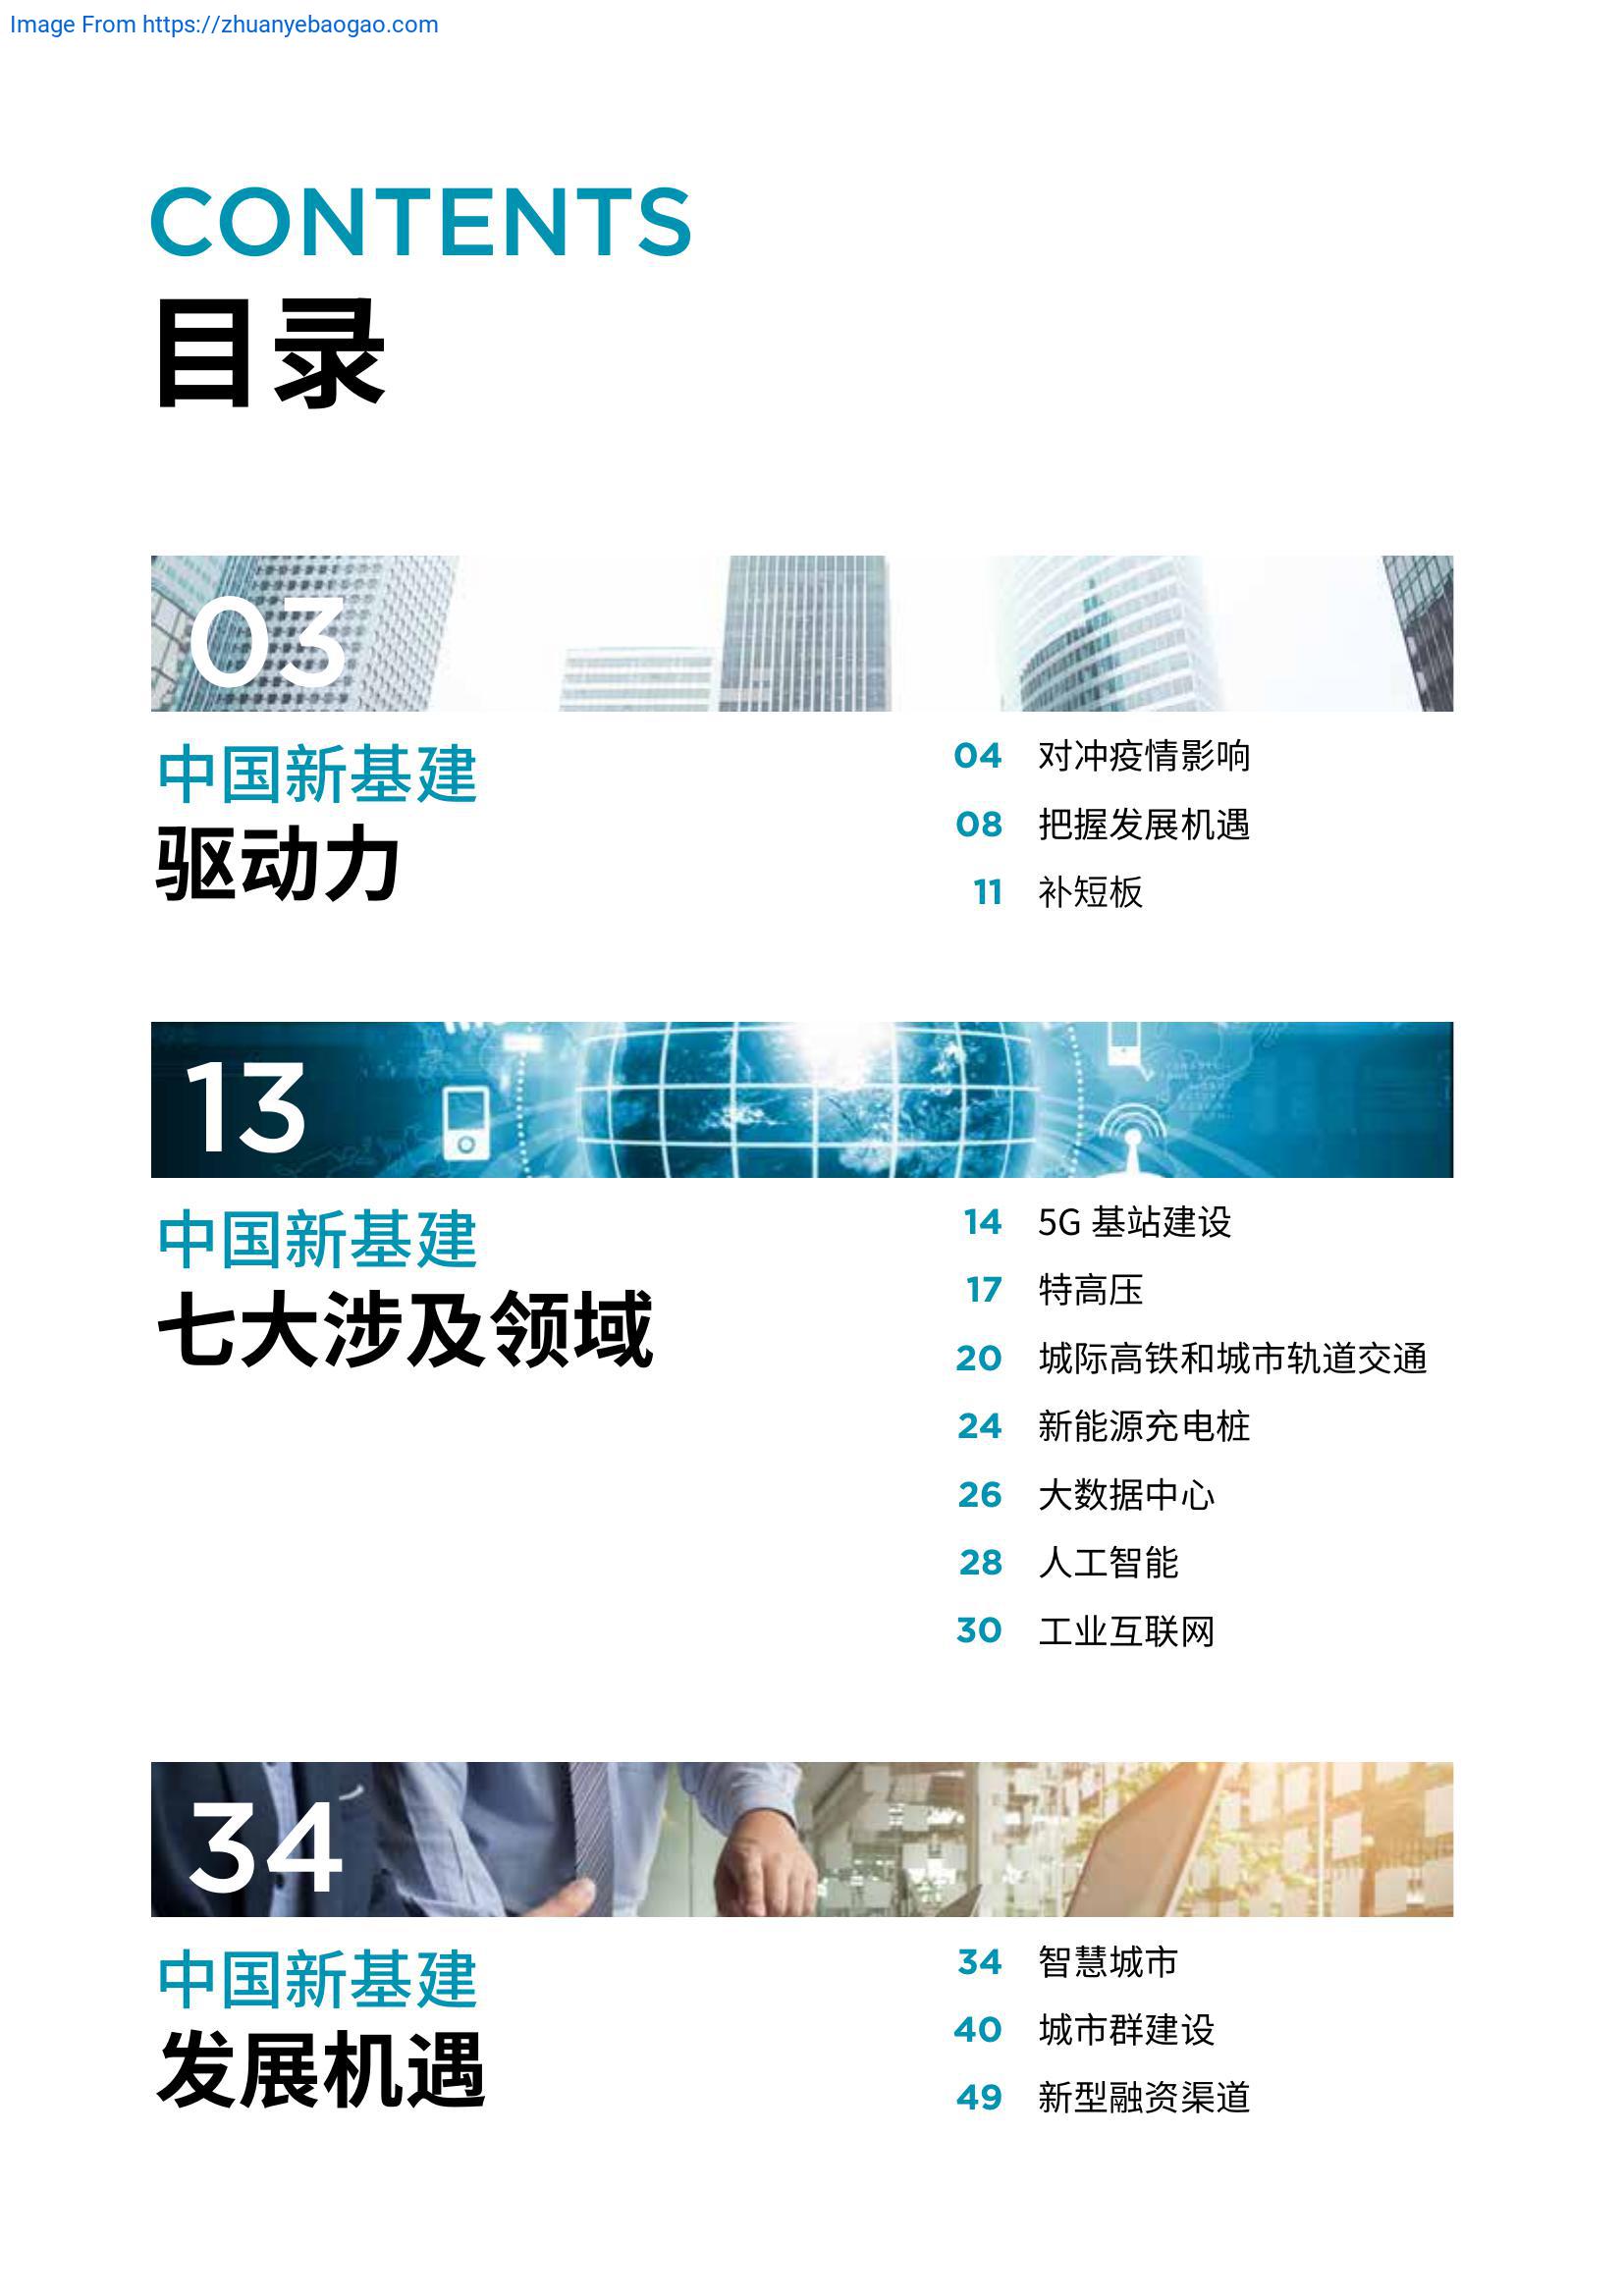 Image From https://zhuanyebaogao.com
CONTENTS
目录
03
中国新基建
驱动力
04 对冲疫情影响
08 把握发展机遇
11 补短板
13
中国新基建
七大涉及领域
14 5G 基站建设
17 特高压
20 城际高铁和城市轨道交通
24 新能源充电桩
26 大数据中心
28 人工智能
30 工业互联网
34
中国新基建
发展机遇
34 智慧城市
40 城市群建设
49 新型融资渠道